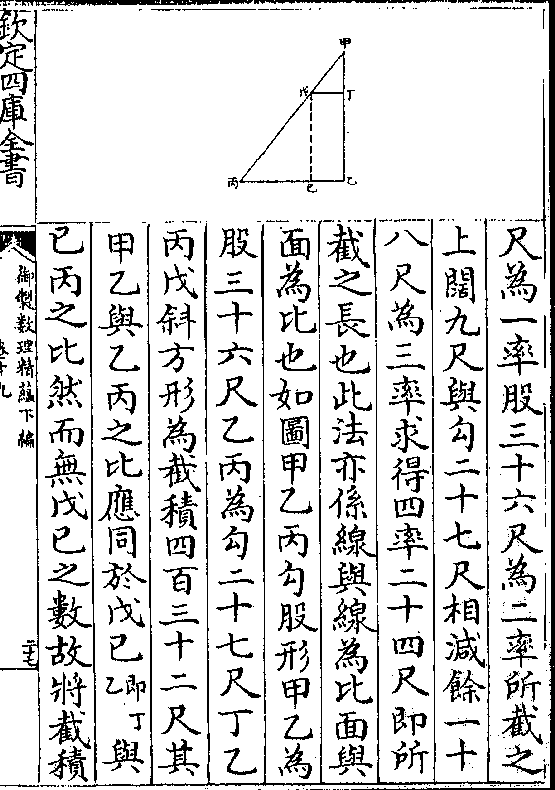 尺為一率股三十六尺為二率所截之
上闊九尺與勾二十七尺相減餘一十
八尺為三率求得四率二十四尺即所
截之長也此法亦係線與線為比面與
面為比也如圖甲乙丙勾股形甲乙為
股三十六尺乙丙為勾二十七尺丁乙
丙戊斜方形為截積四百三十二尺其
甲乙與乙丙之比應同於戊己即丁乙與
己丙之比然而無戊己之數故將截積
甲
戊
丁
丙
己
乙
欽定四庫全書
御製數理精蘊下編
卷十九
二十七